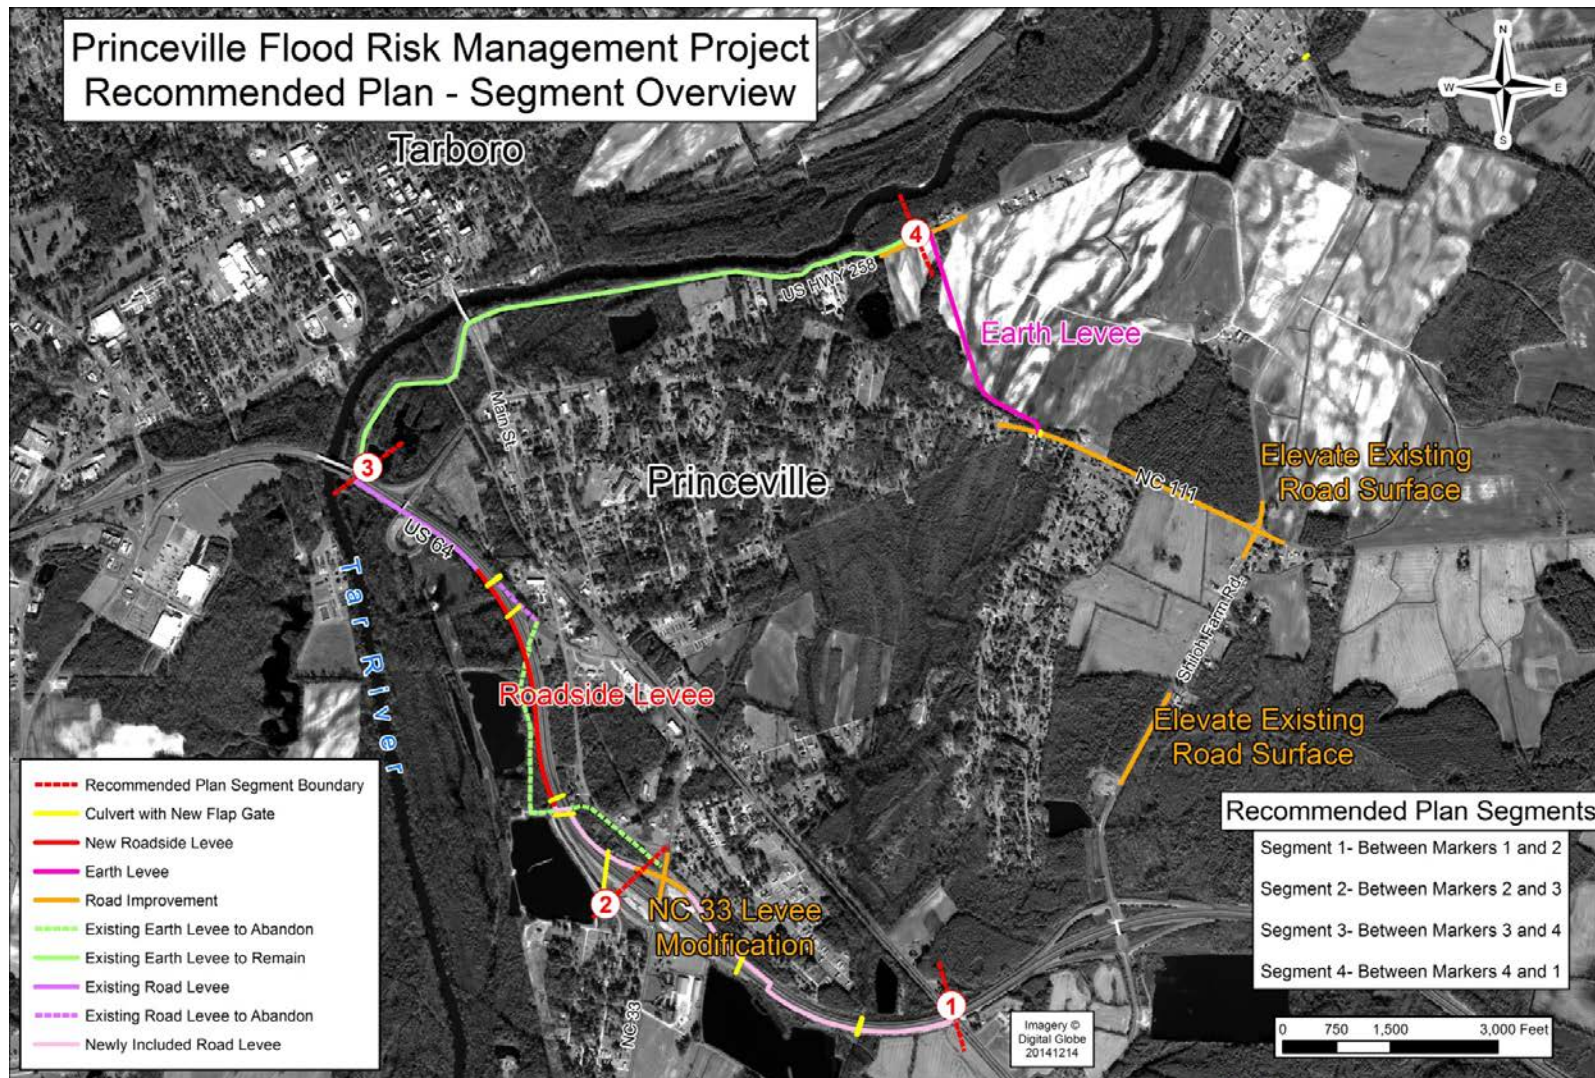 Princeville Flood Risk Management Project
Recommended Plan - Segment Overview
N
W
E
S
Tarboro
4
US HWY 258
Earth Levee
Main St.
3
Princeville
NC 111
Elevate Existing
Road Surface
US 64
Tar River
Shiloh Farm Rd.
Roadside Levee
Elevate Existing
Road Surface
2
NC 33 Levee
Modification
NC 33
1
Recommended Plan Segment Boundary
Culvert with New Flap Gate
New Roadside Levee
Earth Levee
Road Improvement
Existing Earth Levee to Abandon
Existing Earth Levee to Remain
Existing Road Levee
Existing Road Levee to Abandon
Newly Included Road Levee
Recommended Plan Segments
Segment 1- Between Markers 1 and 2
Segment 2- Between Markers 2 and 3
Segment 3- Between Markers 3 and 4
Segment 4- Between Markers 4 and 1
Imagery ©
Digital Globe
20141214
0 750 1,500 3,000 Feet